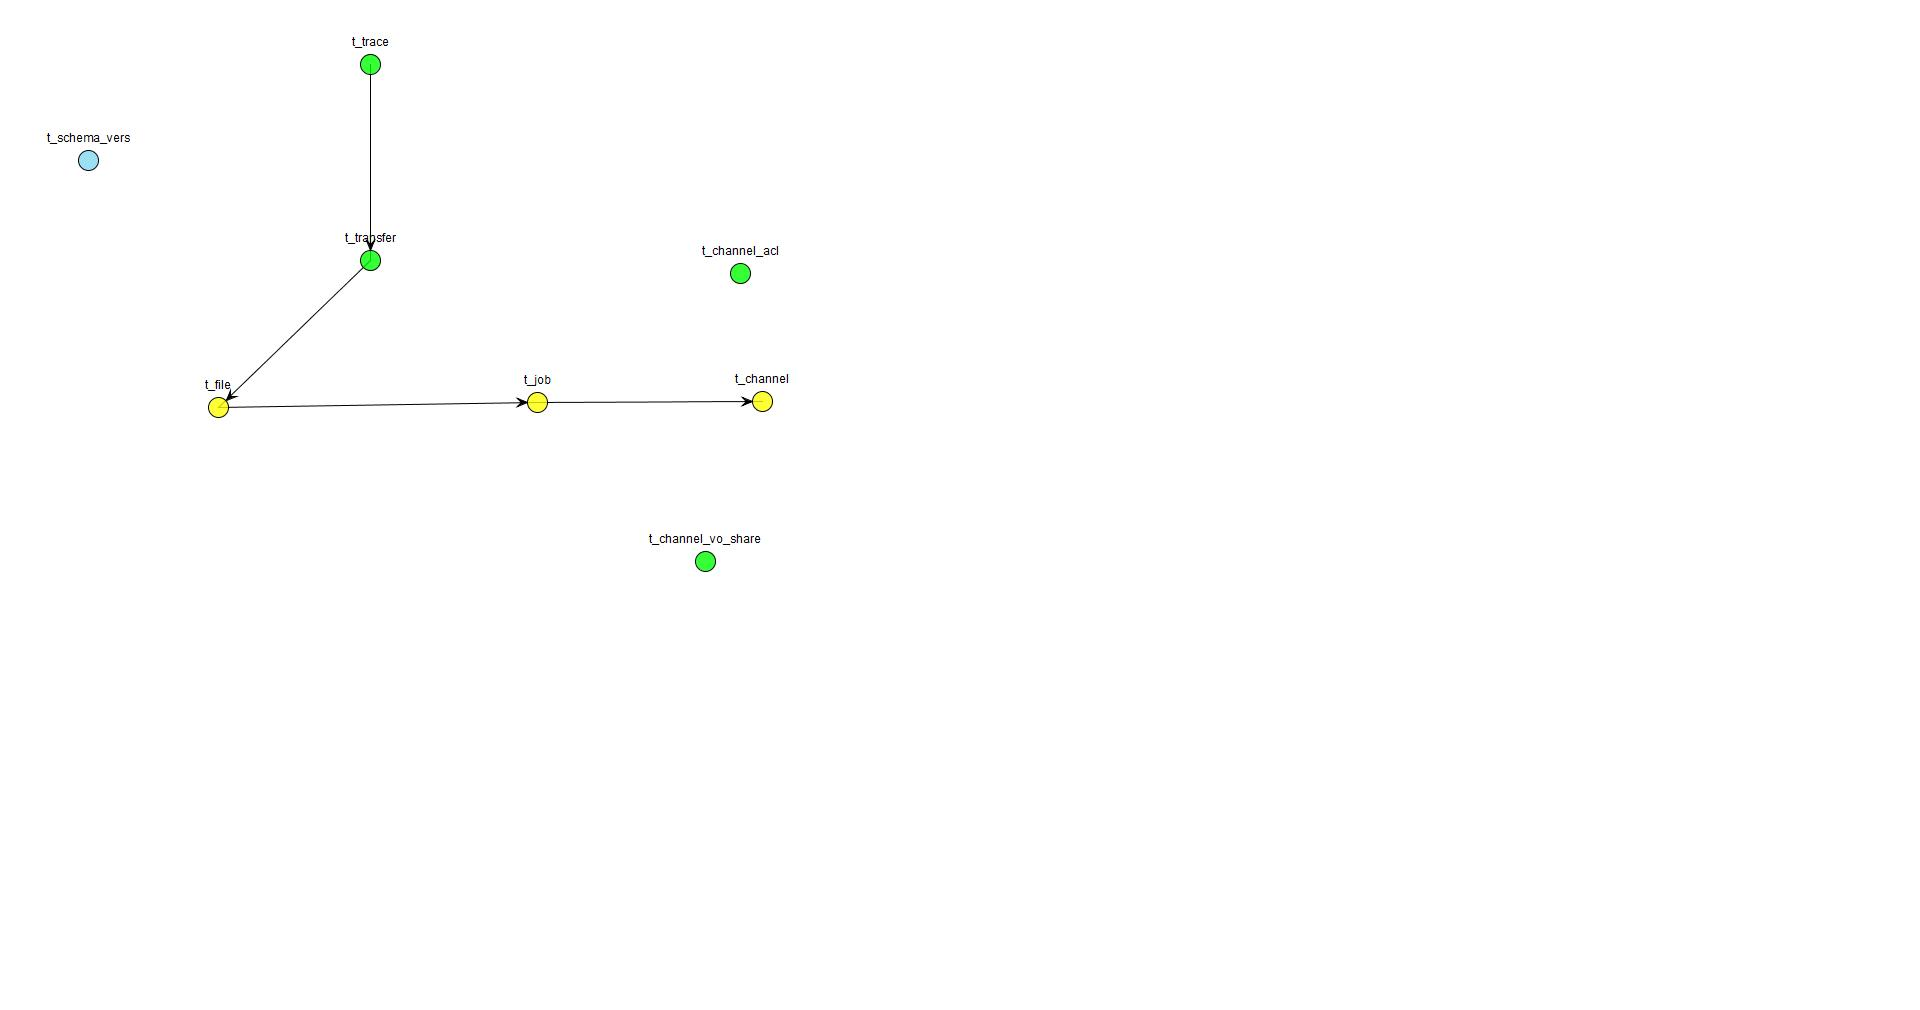 t_trace
t_schema_vers
t_transfer
t_channel_acl
t_file
t_job
t_channel
t_channel_vo_share